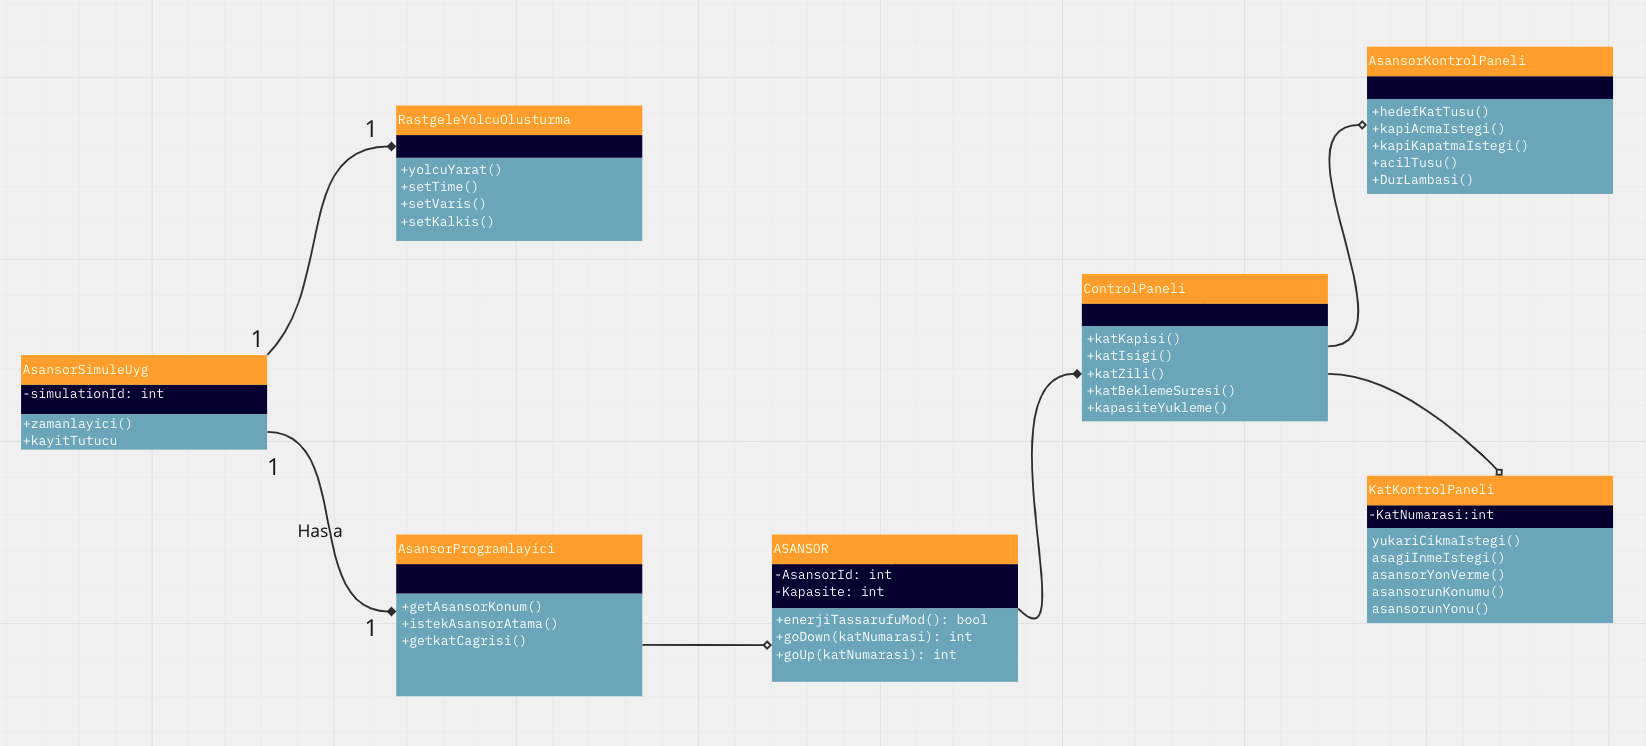 AsansorKontrolPaneli
+hedefKatTusu()
+kapiAcmaIstegi()
+kapiKapatmaIstegi()
+acilTusu()
+DurLambasi()
1
RastgeleYolcuOlusturma
+yolcuYarat()
+setTime()
+setVaris()
+setKalkis()
ControlPaneli
+katKapisi()
+katIsigi()
+katZili()
+katBeklemeSuresi()
+kapasiteYukleme()
1
AsansorSimuleUyg
-simulationId: int
+zamanlayici()
+kayitTutucu
1
Has a
KatKontrolPaneli
-KatNumarasi:int
yukariCikmaIstegi()
asagiInmeIstegi()
asansorYonVerme()
asansorunKonumu()
asansorunYonu()
AsansorProgramlayici
+getAsansorKonum()
+istekAsansorAtama()
+getkatCagrisi()
1
ASANSOR
-AsansorId: int
-Kapasite: int
+enerjiTassarufuMod(): bool
+goDown(katNumarasi): int
+goUp(katNumarasi): int